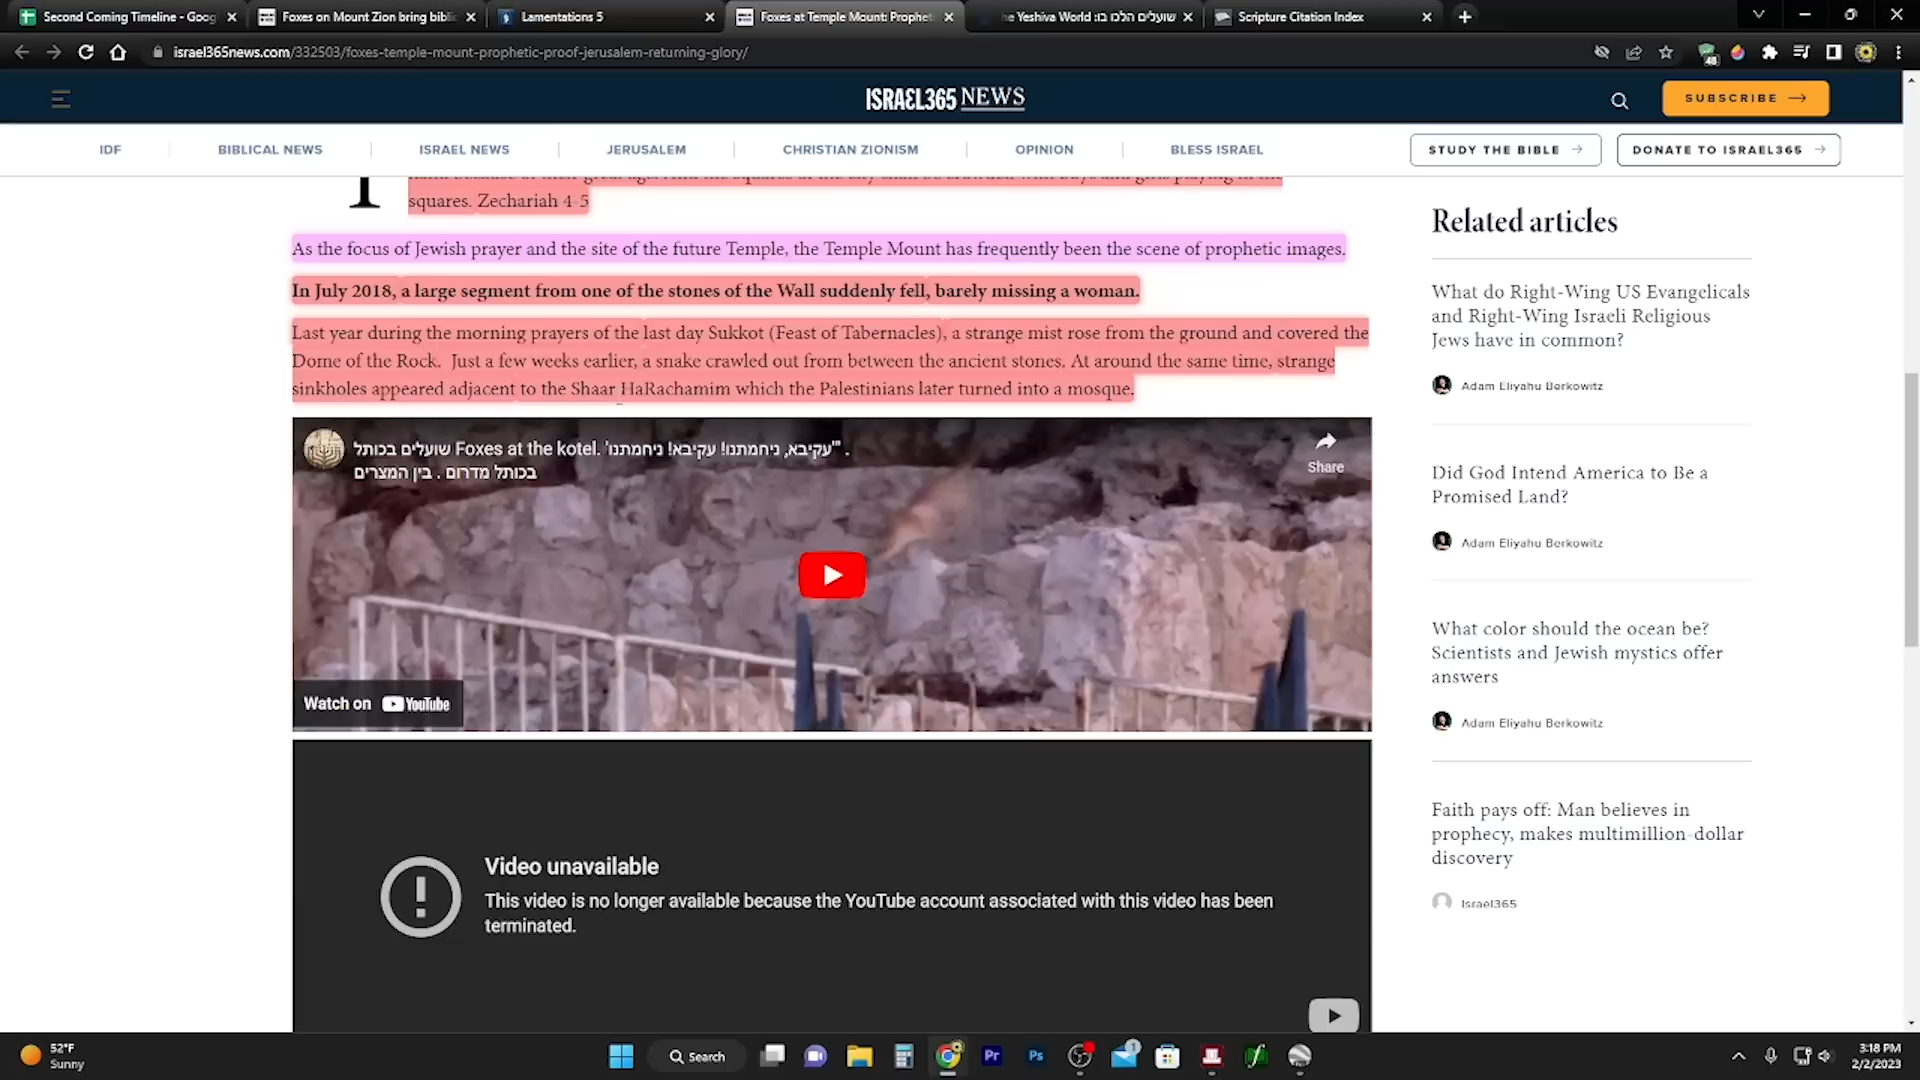 Second Coming Timeline - Goog
Foxes on Mount Zion bring biblic
Lamentations 5
Foxes at Temple Mount: Prophet
he Yeshiva World: שועלים הלכו בו
Scripture Citation Index
israel365news.com/332503/foxes-temple-mount-prophetic-proof-jerusalem-returning-glory/
48
ISRAEL365 NEWS
SUBSCRIBE →
IDF
BIBLICAL NEWS
ISRAEL NEWS
JERUSALEM
CHRISTIAN ZIONISM
OPINION
BLESS ISRAEL
STUDY THE BIBLE →
DONATE TO ISRAEL365 →
squares. Zechariah 4-5
As the focus of Jewish prayer and the site of the future Temple, the Temple Mount has frequently been the scene of prophetic images.
In July 2018, a large segment from one of the stones of the Wall suddenly fell, barely missing a woman.
Last year during the morning prayers of the last day Sukkot (Feast of Tabernacles), a strange mist rose from the ground and covered the
Dome of the Rock. Just a few weeks earlier, a snake crawled out from between the ancient stones. At around the same time, strange
sinkholes appeared adjacent to the Shaar HaRachamim which the Palestinians later turned into a mosque.
שועלים בכותל Foxes at the kotel. 'עקיבא, ניחמתנו! עקיבא! ניחמתנו'" .
בכותל מדרום . בין המצרים
Share
Watch on YouTube
Video unavailable
This video is no longer available because the YouTube account associated with this video has been
terminated.
Related articles
What do Right-Wing US Evangelicals
and Right-Wing Israeli Religious
Jews have in common?
Adam Eliyahu Berkowitz
Did God Intend America to Be a
Promised Land?
Adam Eliyahu Berkowitz
What color should the ocean be?
Scientists and Jewish mystics offer
answers
Adam Eliyahu Berkowitz
Faith pays off: Man believes in
prophecy, makes multimillion-dollar
discovery
Israel365
52°F
Sunny
Search
Pr
Ps
1
3:18 PM
2/2/2023